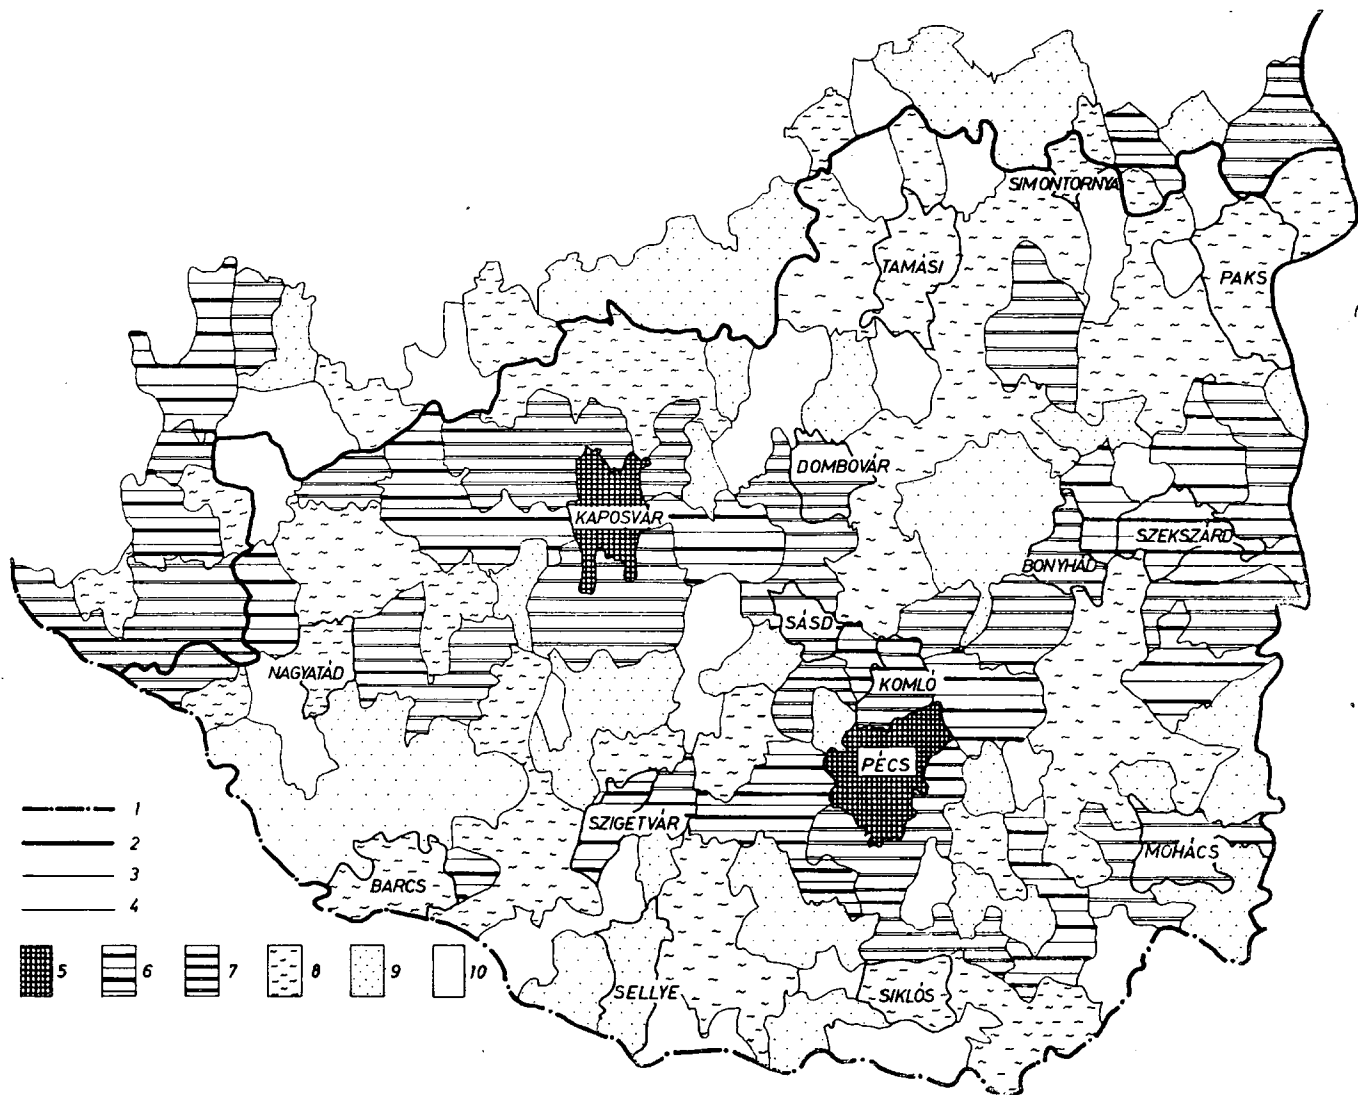 SIMONTORNYA
TAMÁSI
PAKS
DOMBOVÁR
KAPOSVÁR
SZEKSZÁRD
BONYHÁD
SÁSD
NAGYATÁD
KOMLÓ
PÉCS
SZIGETVÁR
MOHÁCS
BARCS
SELLYE
SIKLÓS
1
2
3
4
5 6 7 8 9 10